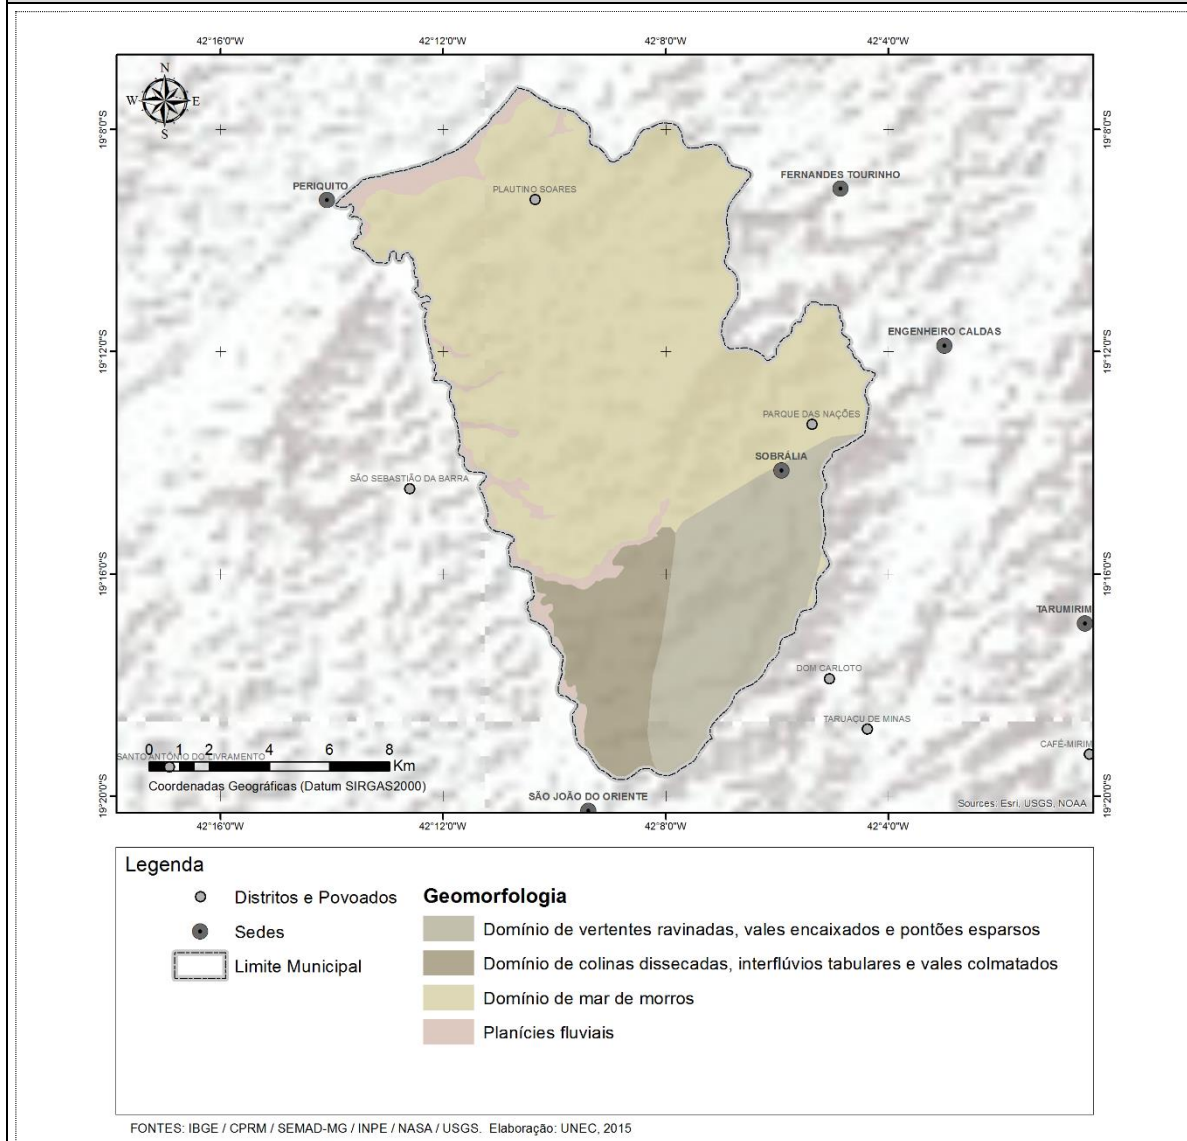 42°16'0"W 42°12'0"W 42°8'0"W 42°4'0"W
N
W E
S
19°8'0"S 19°8'0"S
PERIQUITO
PLAUTINO SOARES
FERNANDES TOURINHO
ENGENHEIRO CALDAS
19°12'0"S 19°12'0"S
PARQUE DAS NAÇÕES
SOBRÁLIA
SÃO SEBASTIÃO DA BARRA
19°16'0"S 19°16'0"S
TARUMIRIM
DOM CARLOTO
TARUAÇU DE MINAS
CAFÉ-MIRIM
0 1 2 4 6 8
Km
SANTO ANTÔNIO DO LIVRAMENTO
Coordenadas Geográficas (Datum SIRGAS2000)
SÃO JOÃO DO ORIENTE
Sources: Esri, USGS, NOAA
19°20'0"S 19°20'0"S
42°16'0"W 42°12'0"W 42°8'0"W 42°4'0"W
Legenda
Distritos e Povoados
Sedes
Limite Municipal
Geomorfologia
Domínio de vertentes ravinadas, vales encaixados e pontões esparsos
Domínio de colinas dissecadas, interflúvios tabulares e vales colmatados
Domínio de mar de morros
Planícies fluviais
FONTES: IBGE / CPRM / SEMAD-MG / INPE / NASA / USGS. Elaboração: UNEC, 2015